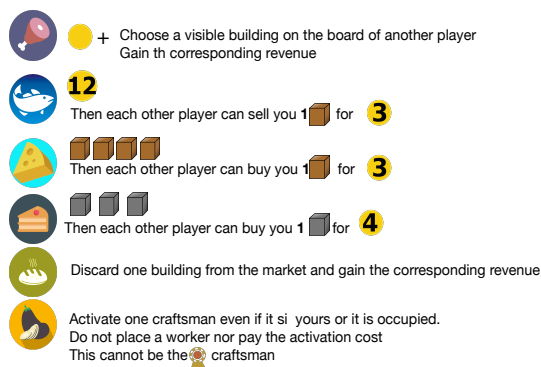 + Choose a visible building on the board of another player
Gain th corresponding revenue
12
Then each other player can sell you 1 for 3
Then each other player can buy you 1 for 3
Then each other player can buy you 1 for 4
Discard one building from the market and gain the corresponding revenue
Activate one craftsman even if it si yours or it is occupied.
Do not place a worker nor pay the activation cost
This cannot be the craftsman